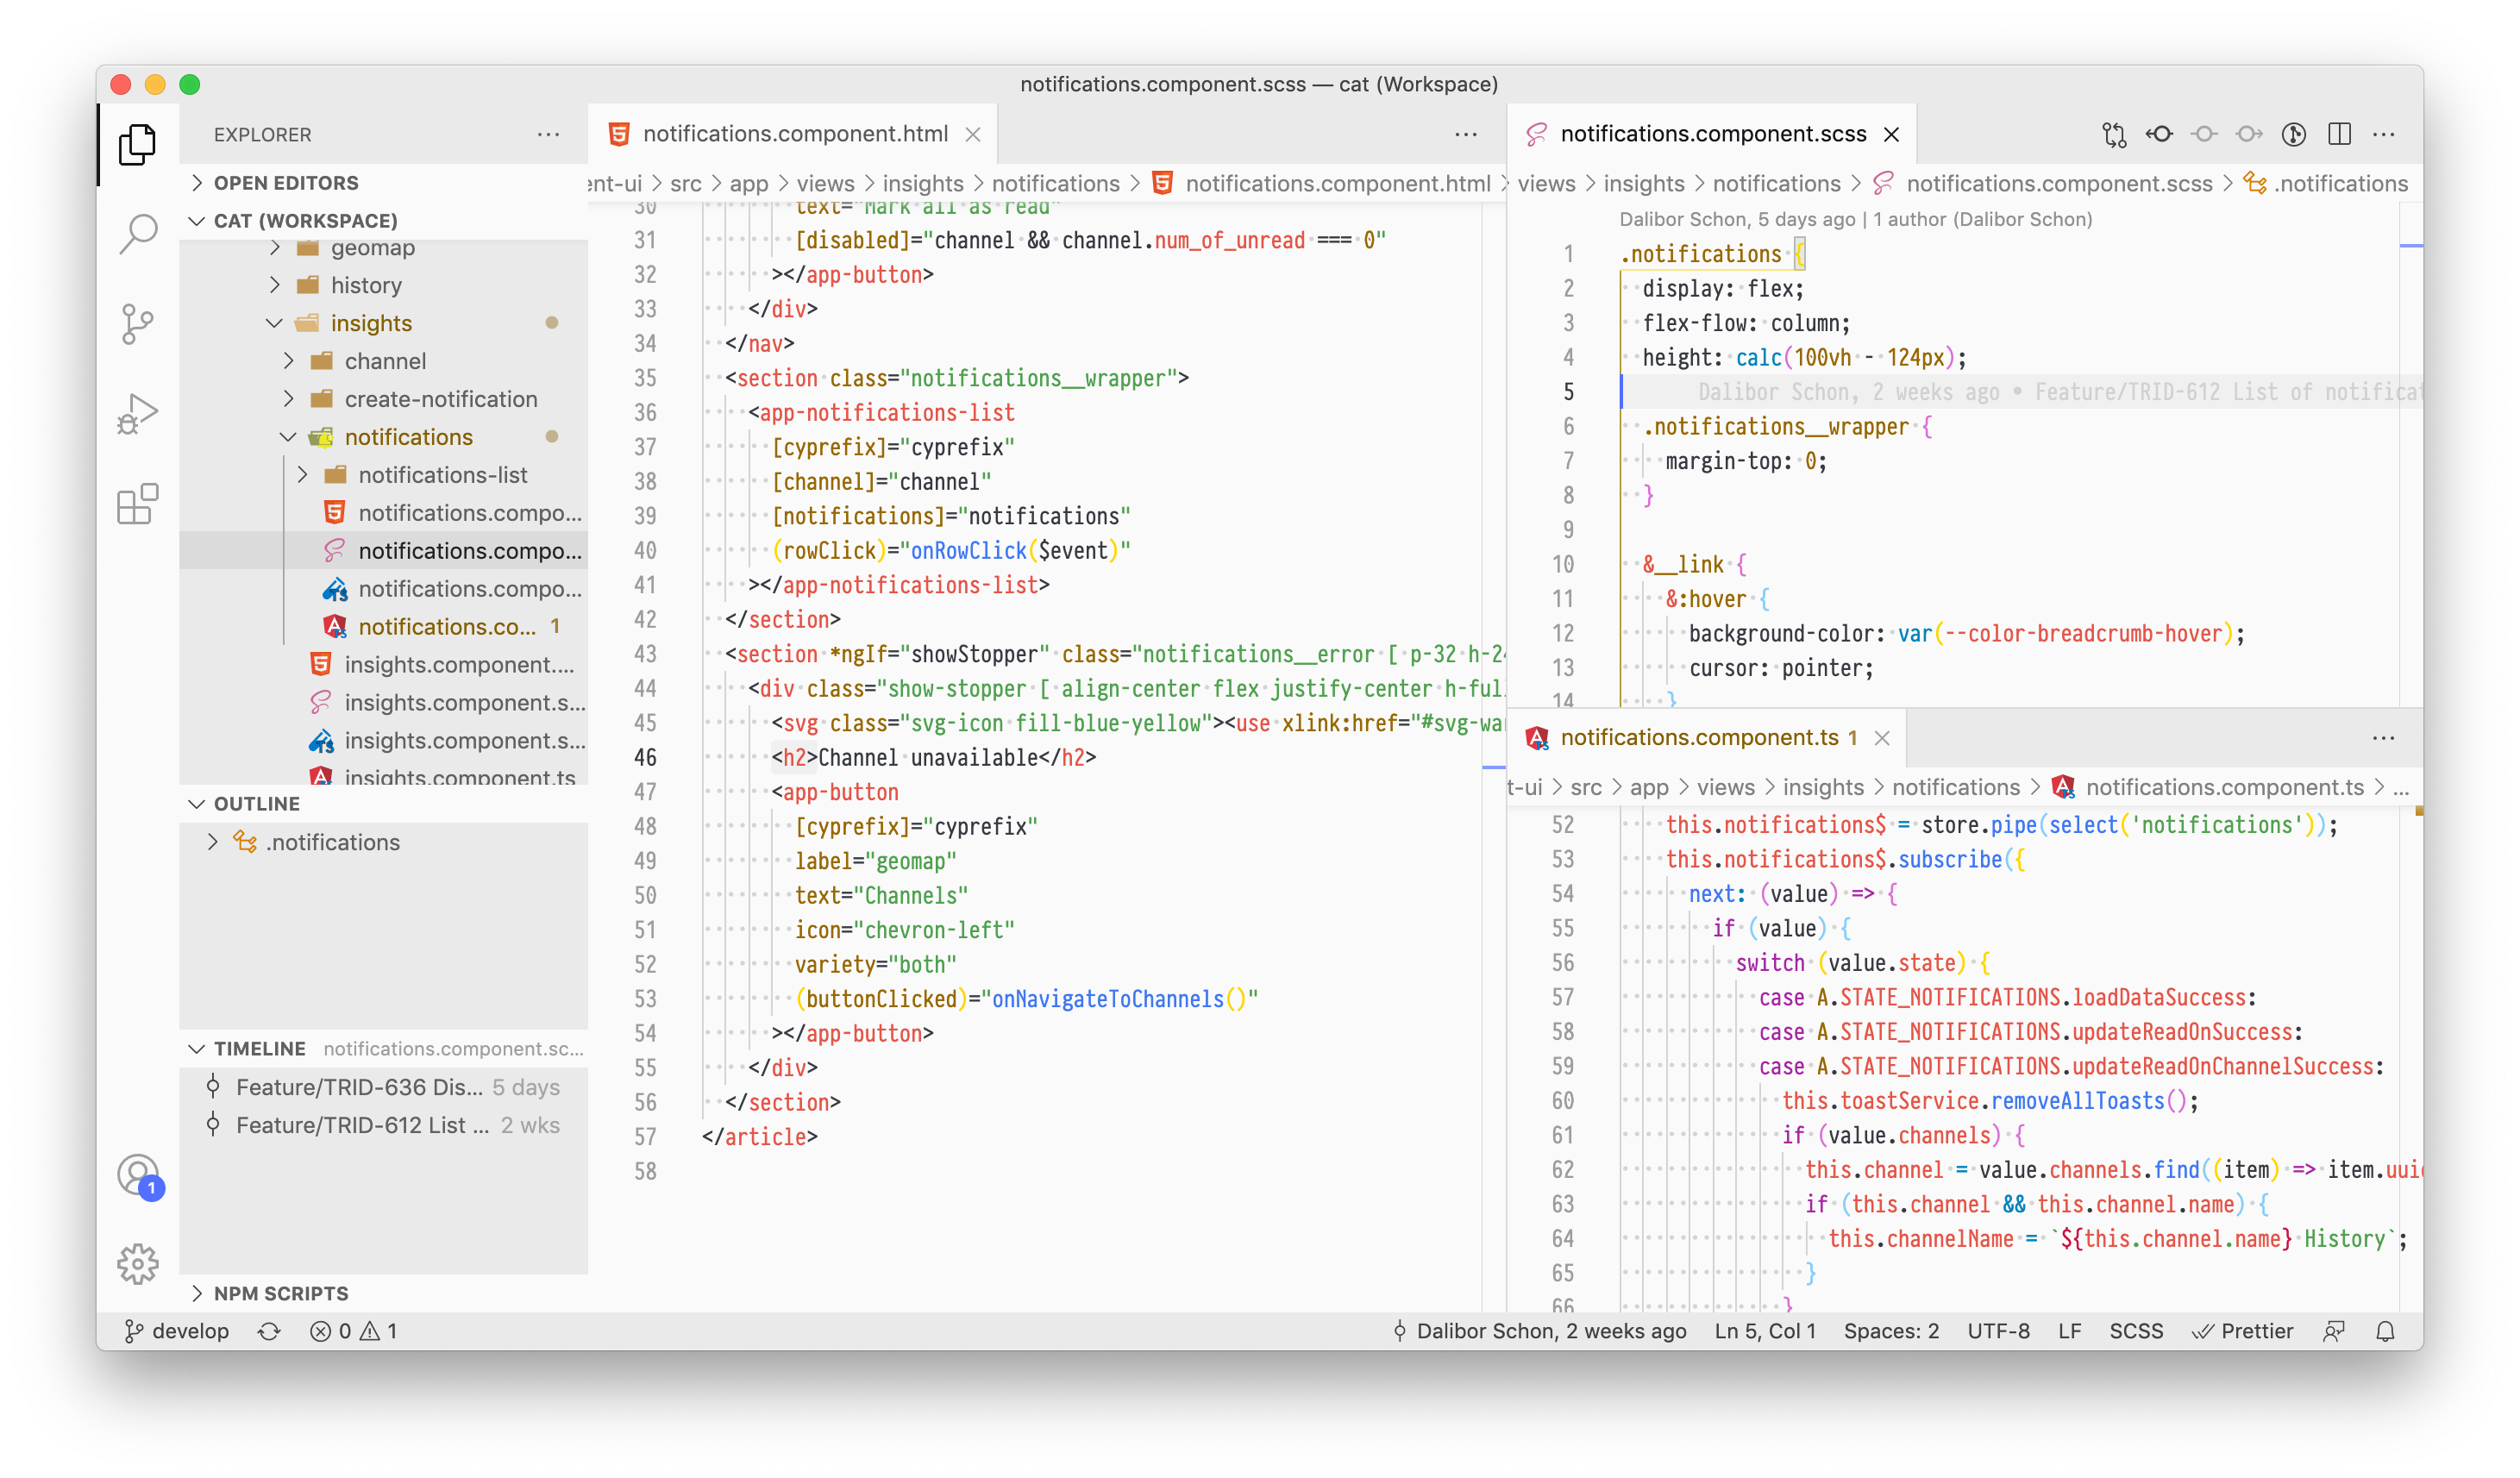 notifications.component.scss — cat (Workspace)
EXPLORER
OPEN EDITORS
CAT (WORKSPACE)
geomap
history
insights
channel
create-notification
notifications
notifications-list
notifications.compo...
notifications.compo...
notifications.compo...
notifications.co... 1
insights.component....
insights.component.s...
insights.component.s...
insights.component.ts
OUTLINE
.notifications
TIMELINE notifications.component.sc...
Feature/TRID-636 Dis... 5 days
Feature/TRID-612 List ... 2 wks
NPM SCRIPTS
1
notifications.component.html
ent-ui > src > app > views > insights > notifications > notifications.component.html >
30 text="Mark all as read"
31 [disabled]="channel && channel.num_of_unread === 0"
32 ></app-button>
33 </div>
34 </nav>
35 <section class="notifications__wrapper">
36 <app-notifications-list
37 [cyprefix]="cyprefix"
38 [channel]="channel"
39 [notifications]="notifications"
40 (rowClick)="onRowClick($event)"
41 ></app-notifications-list>
42 </section>
43 <section *ngIf="showStopper" class="notifications__error [ p-32 h-24
44 <div class="show-stopper [ align-center flex justify-center h-full
45 <svg class="svg-icon fill-blue-yellow"><use xlink:href="#svg-war
46 <h2>Channel unavailable</h2>
47 <app-button
48 [cyprefix]="cyprefix"
49 label="geomap"
50 text="Channels"
51 icon="chevron-left"
52 variety="both"
53 (buttonClicked)="onNavigateToChannels()"
54 ></app-button>
55 </div>
56 </section>
57 </article>
58
notifications.component.scss
views > insights > notifications > notifications.component.scss > .notifications
Dalibor Schon, 5 days ago | 1 author (Dalibor Schon)
1 .notifications {
2 display: flex;
3 flex-flow: column;
4 height: calc(100vh - 124px);
5 Dalibor Schon, 2 weeks ago • Feature/TRID-612 List of notificat
6 .notifications__wrapper {
7 margin-top: 0;
8 }
9
10 &__link {
11 &:hover {
12 background-color: var(--color-breadcrumb-hover);
13 cursor: pointer;
14 }
notifications.component.ts 1
t-ui > src > app > views > insights > notifications > notifications.component.ts > ...
52 this.notifications$ = store.pipe(select('notifications'));
53 this.notifications$.subscribe({
54 next: (value) => {
55 if (value) {
56 switch (value.state) {
57 case A.STATE_NOTIFICATIONS.loadDataSuccess:
58 case A.STATE_NOTIFICATIONS.updateReadOnSuccess:
59 case A.STATE_NOTIFICATIONS.updateReadOnChannelSuccess:
60 this.toastService.removeAllToasts();
61 if (value.channels) {
62 this.channel = value.channels.find((item) => item.uuid
63 if (this.channel && this.channel.name) {
64 this.channelName = `${this.channel.name} History`;
65 }
66 }
develop 0 1
Dalibor Schon, 2 weeks ago Ln 5, Col 1 Spaces: 2 UTF-8 LF SCSS Prettier